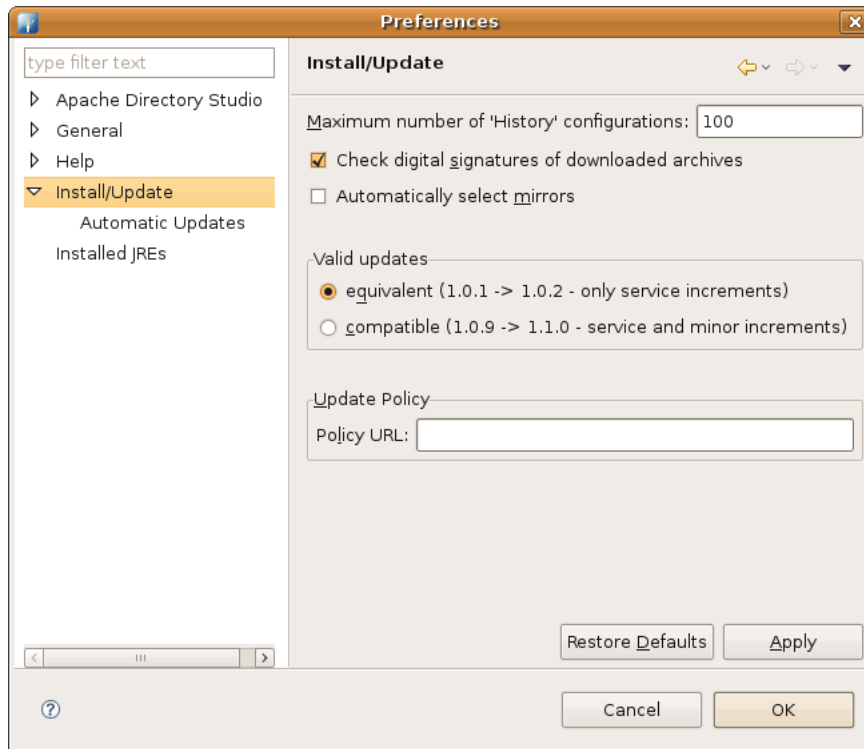 Preferences
type filter text
Apache Directory Studio
General
Help
Install/Update
Automatic Updates
Installed JREs
Install/Update
Maximum number of 'History' configurations: 100
Check digital signatures of downloaded archives
Automatically select mirrors
Valid updates
equivalent (1.0.1 -> 1.0.2 - only service increments)
compatible (1.0.9 -> 1.1.0 - service and minor increments)
Update Policy
Policy URL:
Restore Defaults
Apply
Cancel
OK